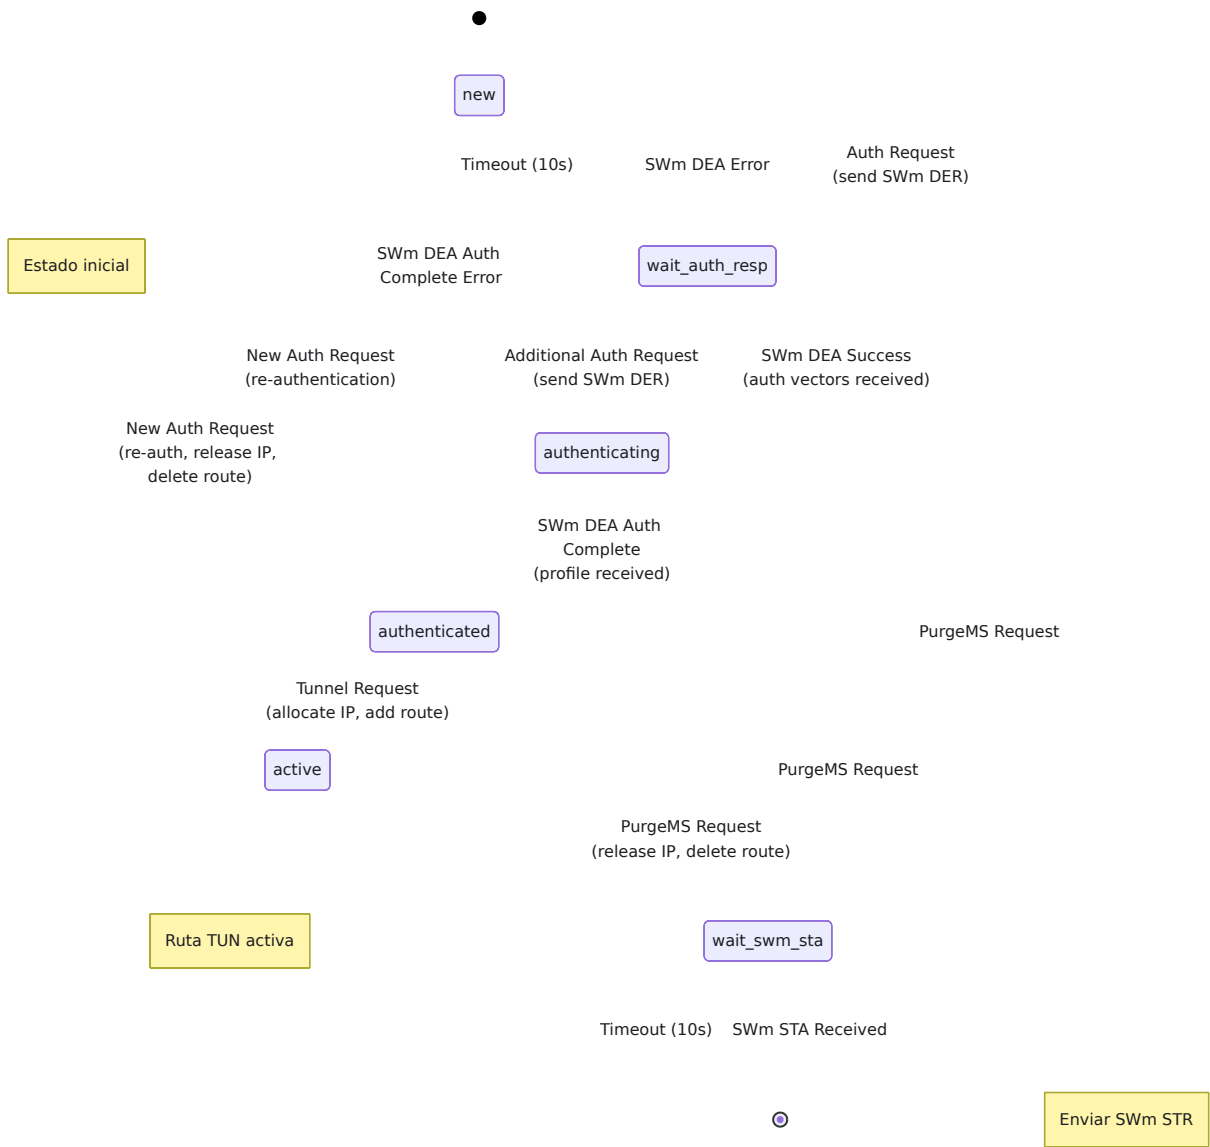 new
Timeout (10s)
SWm DEA Error
Auth Request
(send SWm DER)
Estado inicial
SWm DEA Auth
Complete Error
wait_auth_resp
New Auth Request
(re-authentication)
Additional Auth Request
(send SWm DER)
SWm DEA Success
(auth vectors received)
New Auth Request
(re-auth, release IP,
delete route)
authenticating
SWm DEA Auth
Complete
(profile received)
authenticated
PurgeMS Request
Tunnel Request
(allocate IP, add route)
active
PurgeMS Request
PurgeMS Request
(release IP, delete route)
Ruta TUN activa
wait_swm_sta
Timeout (10s)
SWm STA Received
Enviar SWm STR